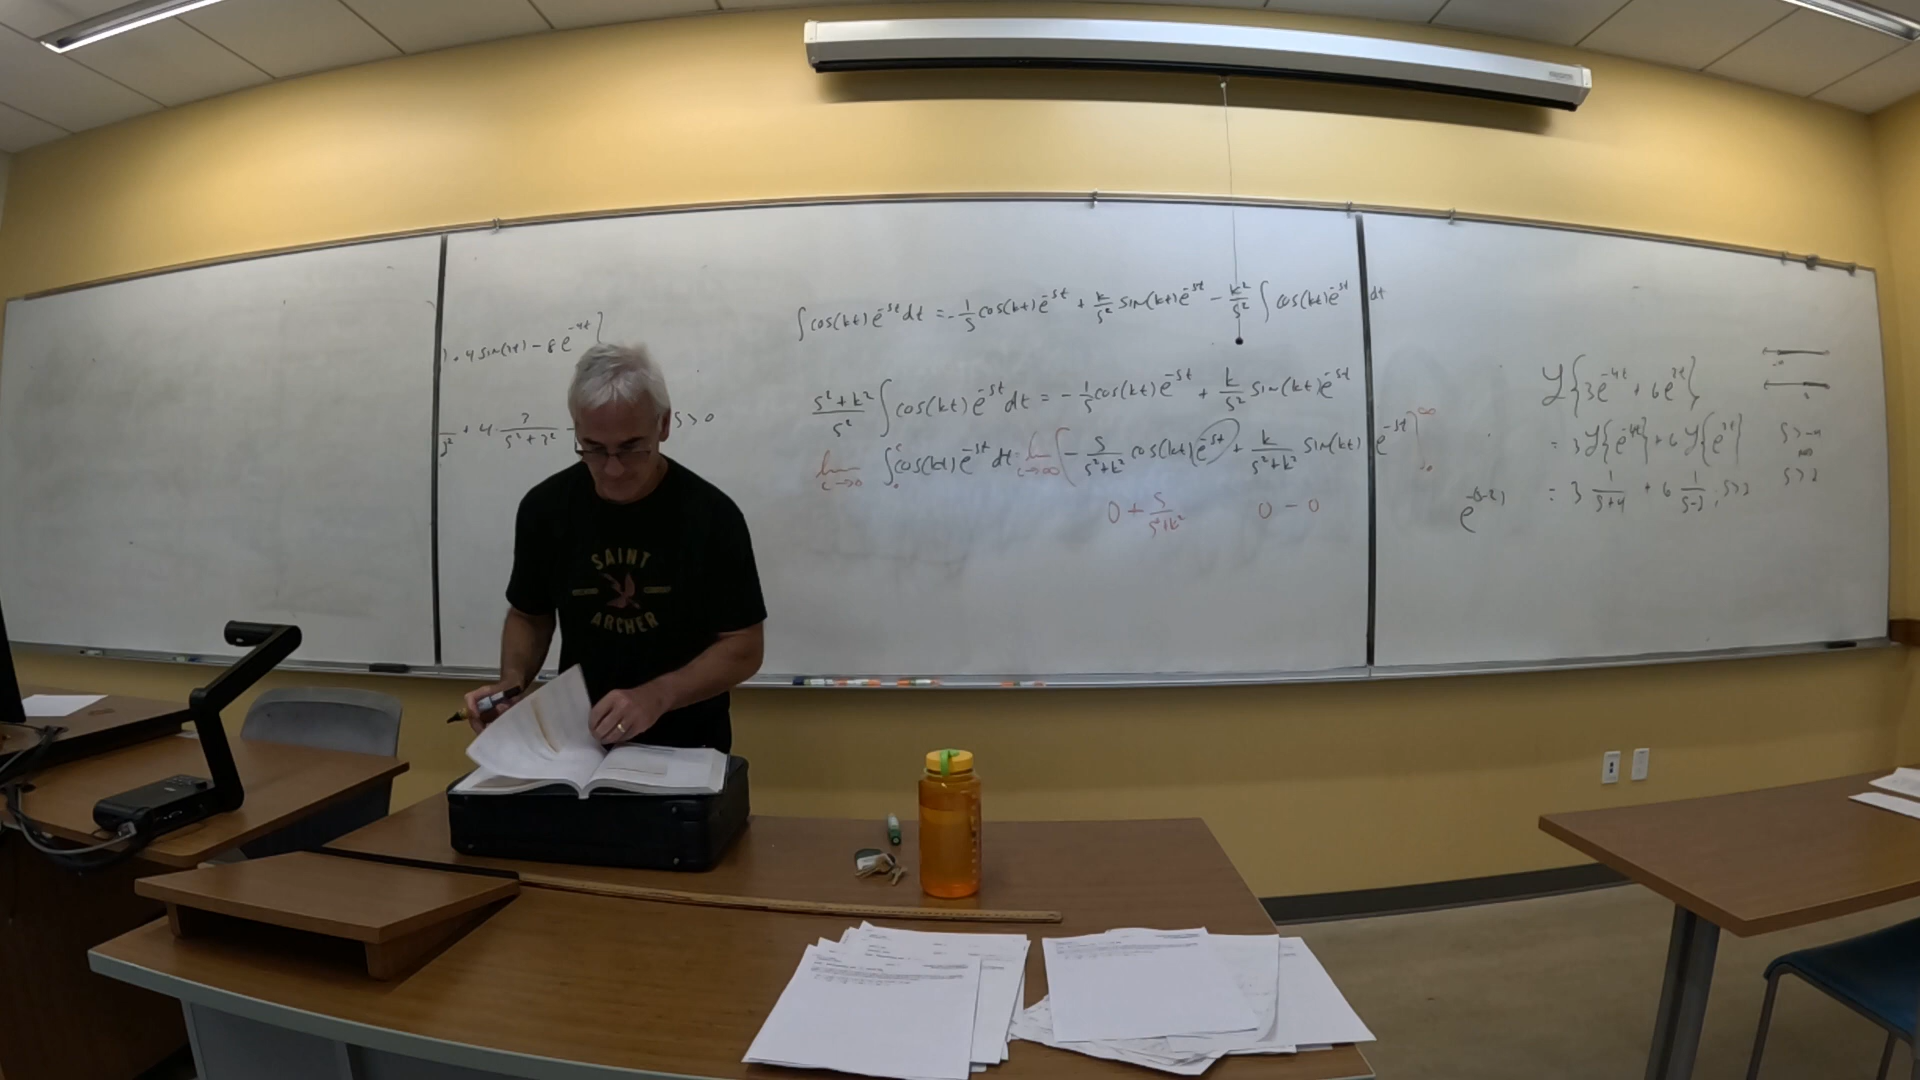 4 sin(3t) - 8 e^{-4t} }
+ 4 · 3/(s²+3²) s > 0
SAINT
ARCHER
∫ cos(kt) e^{-st} dt = -1/s cos(kt) e^{-st} + k/s² sin(kt) e^{-st} - k²/s² ∫ cos(kt) e^{-st} dt
(s²+k²)/s² ∫ cos(kt) e^{-st} dt = -1/s cos(kt) e^{-st} + k/s² sin(kt) e^{-st}
lim c→∞ ∫₀^c cos(kt) e^{-st} dt = lim c→∞ ( -s/(s²+k²) cos(kt) e^{-st} + k/(s²+k²) sin(kt) e^{-st} ]₀^∞
0 + s/(s²+k²) 0 - 0
ℒ{3e^{-4t} + 6e^{2t}}
= 3ℒ{e^{-4t}} + 6ℒ{e^{2t}} s > -4
s > 2
= 3 1/(s+4) + 6 1/(s-2) ; s>2